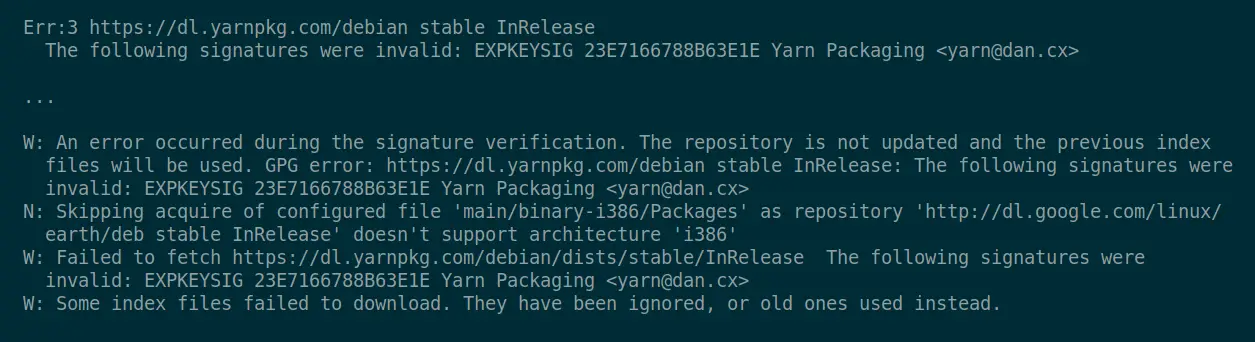 Err:3 https://dl.yarnpkg.com/debian stable InRelease
The following signatures were invalid: EXPKEYSIG 23E7166788B63E1E Yarn Packaging <yarn@dan.cx>
...
W: An error occurred during the signature verification. The repository is not updated and the previous index
files will be used. GPG error: https://dl.yarnpkg.com/debian stable InRelease: The following signatures were
invalid: EXPKEYSIG 23E7166788B63E1E Yarn Packaging <yarn@dan.cx>
N: Skipping acquire of configured file 'main/binary-i386/Packages' as repository 'http://dl.google.com/linux/
earth/deb stable InRelease' doesn't support architecture 'i386'
W: Failed to fetch https://dl.yarnpkg.com/debian/dists/stable/InRelease  The following signatures were
invalid: EXPKEYSIG 23E7166788B63E1E Yarn Packaging <yarn@dan.cx>
W: Some index files failed to download. They have been ignored, or old ones used instead.